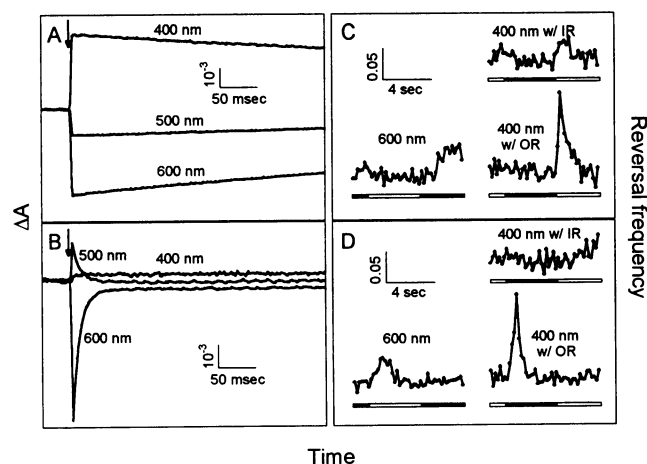 A
400 nm
10⁻³
50 msec
500 nm
600 nm
B
500 nm
400 nm
600 nm
10⁻³
50 msec
ΔA
C
400 nm w/ IR
0.05
4 sec
600 nm
400 nm
w/ OR
D
400 nm w/ IR
0.05
4 sec
600 nm
400 nm
w/ OR
Reversal frequency
Time